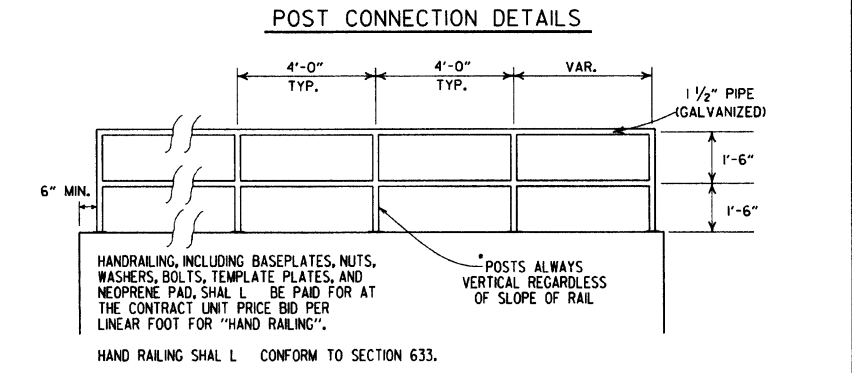 POST CONNECTION DETAILS
4'-0"
TYP.
4'-0"
TYP.
VAR.
1 1/2" PIPE
(GALVANIZED)
1'-6"
6" MIN.
1'-6"
HANDRAILING, INCLUDING BASEPLATES, NUTS,
WASHERS, BOLTS, TEMPLATE PLATES, AND
NEOPRENE PAD, SHAL L BE PAID FOR AT
THE CONTRACT UNIT PRICE BID PER
LINEAR FOOT FOR "HAND RAILING".
HAND RAILING SHAL L CONFORM TO SECTION 633.
*POSTS ALWAYS
VERTICAL REGARDLESS
OF SLOPE OF RAIL